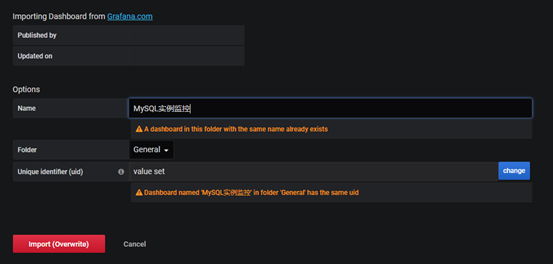 Importing Dashboard from Grafana.com
Published by
Updated on
Options
Name MySQL实例监控
A dashboard in this folder with the same name already exists
Folder General
Unique identifier (uid) value set change
Dashboard named 'MySQL实例监控' in folder 'General' has the same uid
Import (Overwrite) Cancel